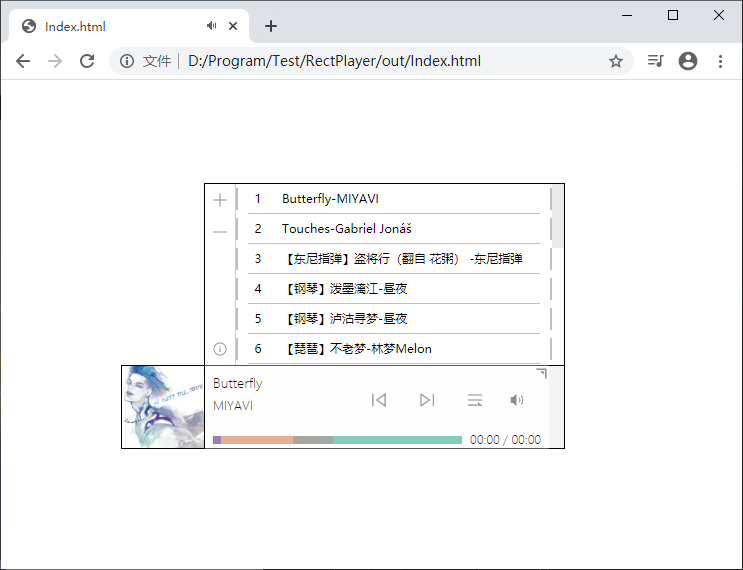 Index.html
文件
D:/Program/Test/RectPlayer/out/Index.html
1 Butterfly-MIYAVI
2 Touches-Gabriel Jonáš
3 【东尼指弹】盗将行（翻自 花粥） -东尼指弹
4 【钢琴】泼墨漓江-昼夜
5 【钢琴】泸沽寻梦-昼夜
6 【琵琶】不老梦-林梦Melon
Butterfly
MIYAVI
00:00 / 00:00